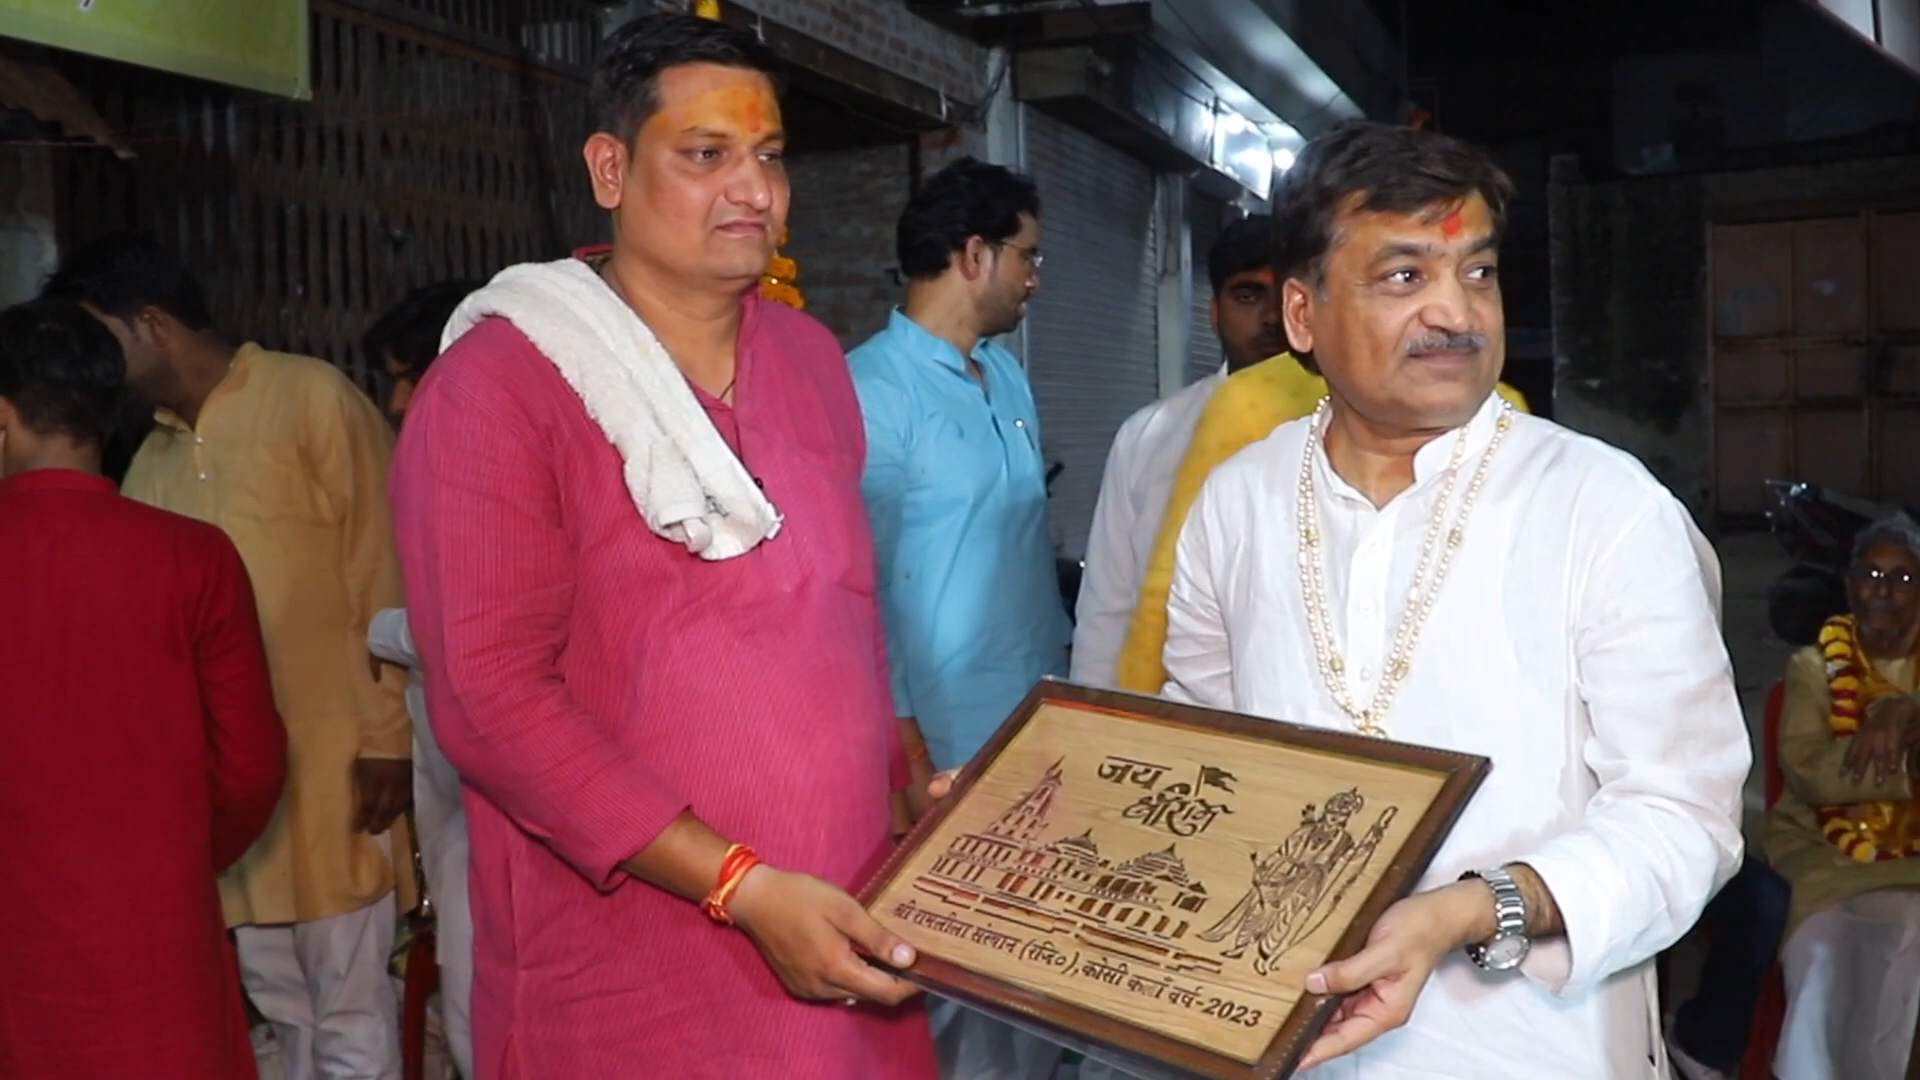 जय
श्री राम
श्री रामलीला संस्थान (रजि०), कोसी कलाँ वर्ष-2023